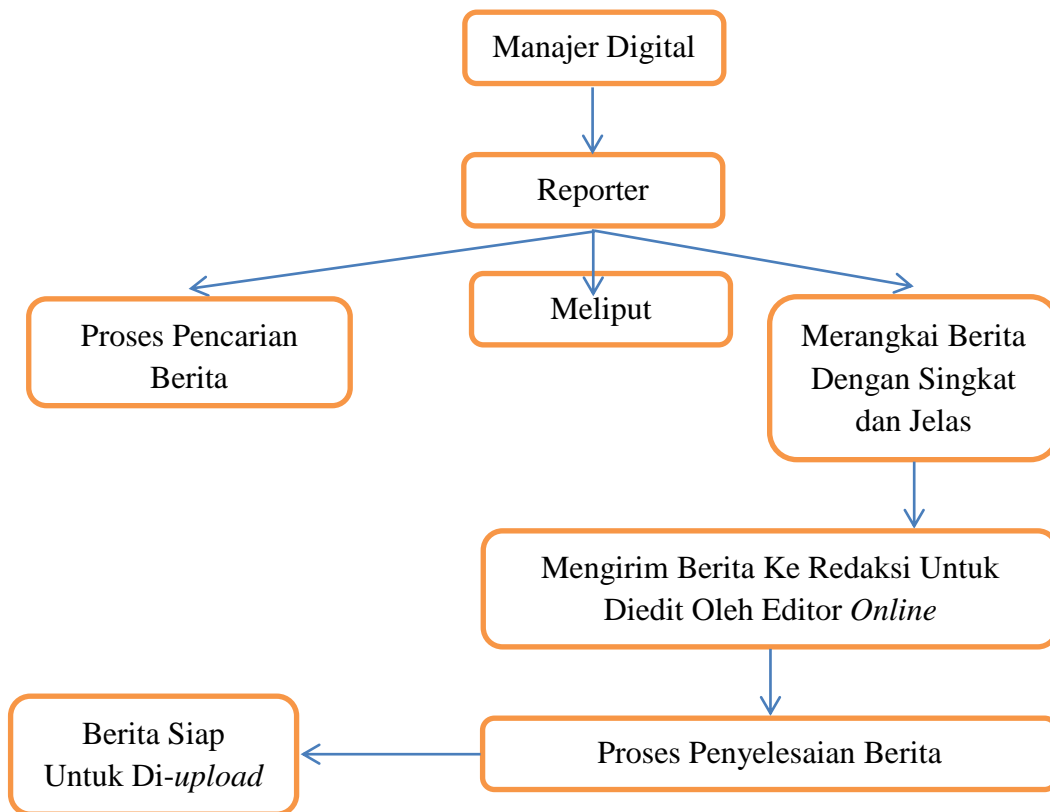 Manajer Digital
Reporter
Proses Pencarian
Berita
Meliput
Merangkai Berita
Dengan Singkat
dan Jelas
Mengirim Berita Ke Redaksi Untuk
Diedit Oleh Editor Online
Proses Penyelesaian Berita
Berita Siap
Untuk Di-upload